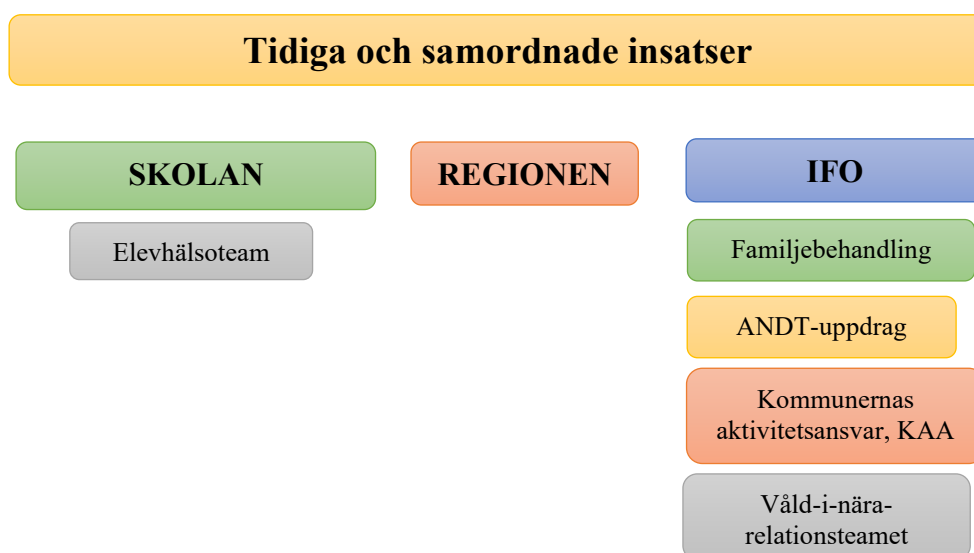 Tidiga och samordnade insatser
SKOLAN
REGIONEN
IFO
Elevhälsoteam
Familjebehandling
ANDT-uppdrag
Kommunernas
aktivitetsansvar, KAA
Våld-i-nära-
relationsteamet